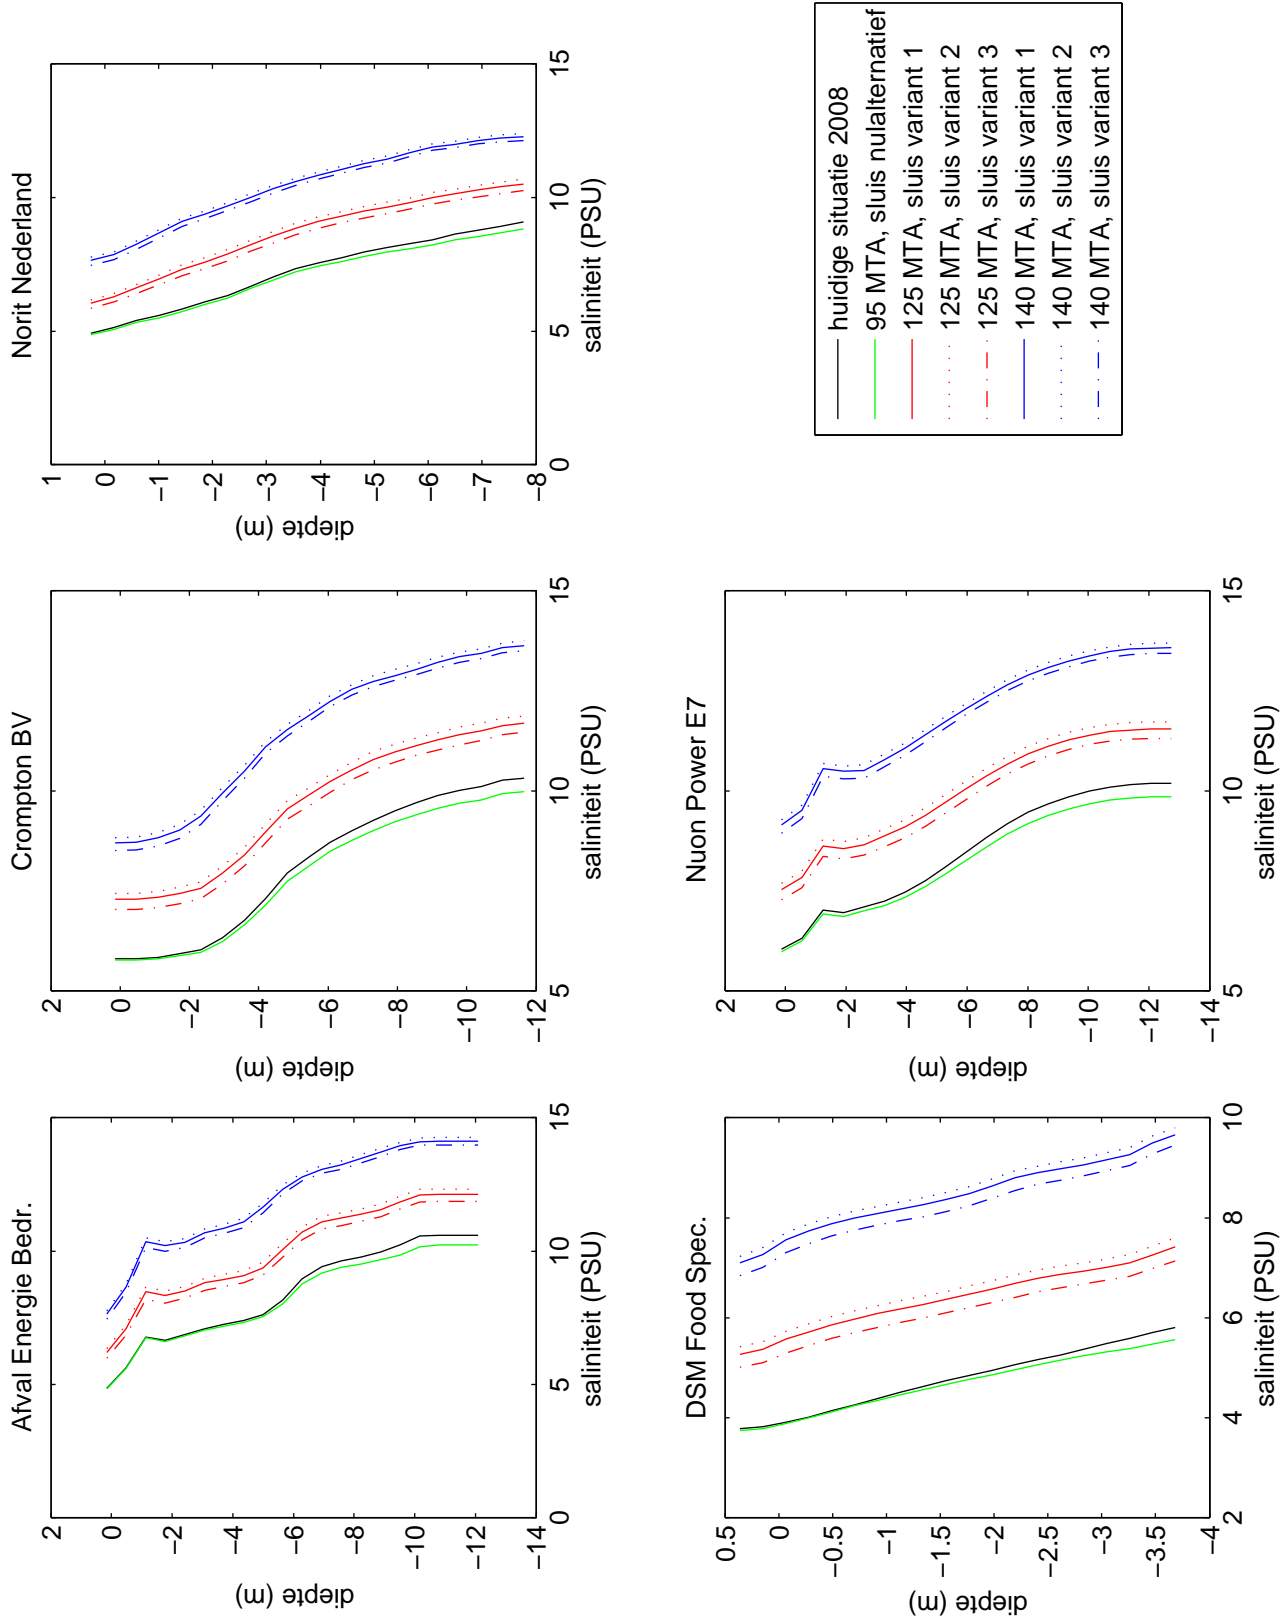 Afval Energie Bedr.
2
0
−2
−4
−6
−8
−10
−12
−14
diepte (m)
0
5
10
15
saliniteit (PSU)
Crompton BV
2
0
−2
−4
−6
−8
−10
−12
diepte (m)
5
10
15
saliniteit (PSU)
Norit Nederland
1
0
−1
−2
−3
−4
−5
−6
−7
−8
diepte (m)
0
5
10
15
saliniteit (PSU)
DSM Food Spec.
0.5
0
−0.5
−1
−1.5
−2
−2.5
−3
−3.5
−4
diepte (m)
2
4
6
8
10
saliniteit (PSU)
Nuon Power E7
2
0
−2
−4
−6
−8
−10
−12
−14
diepte (m)
5
10
15
saliniteit (PSU)
huidige situatie 2008
95 MTA, sluis nulalternatief
125 MTA, sluis variant 1
125 MTA, sluis variant 2
125 MTA, sluis variant 3
140 MTA, sluis variant 1
140 MTA, sluis variant 2
140 MTA, sluis variant 3